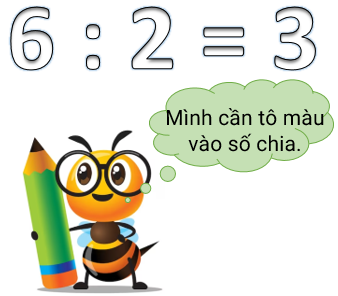 6 : 2 = 3
Mình cần tô màu
vào số chia.